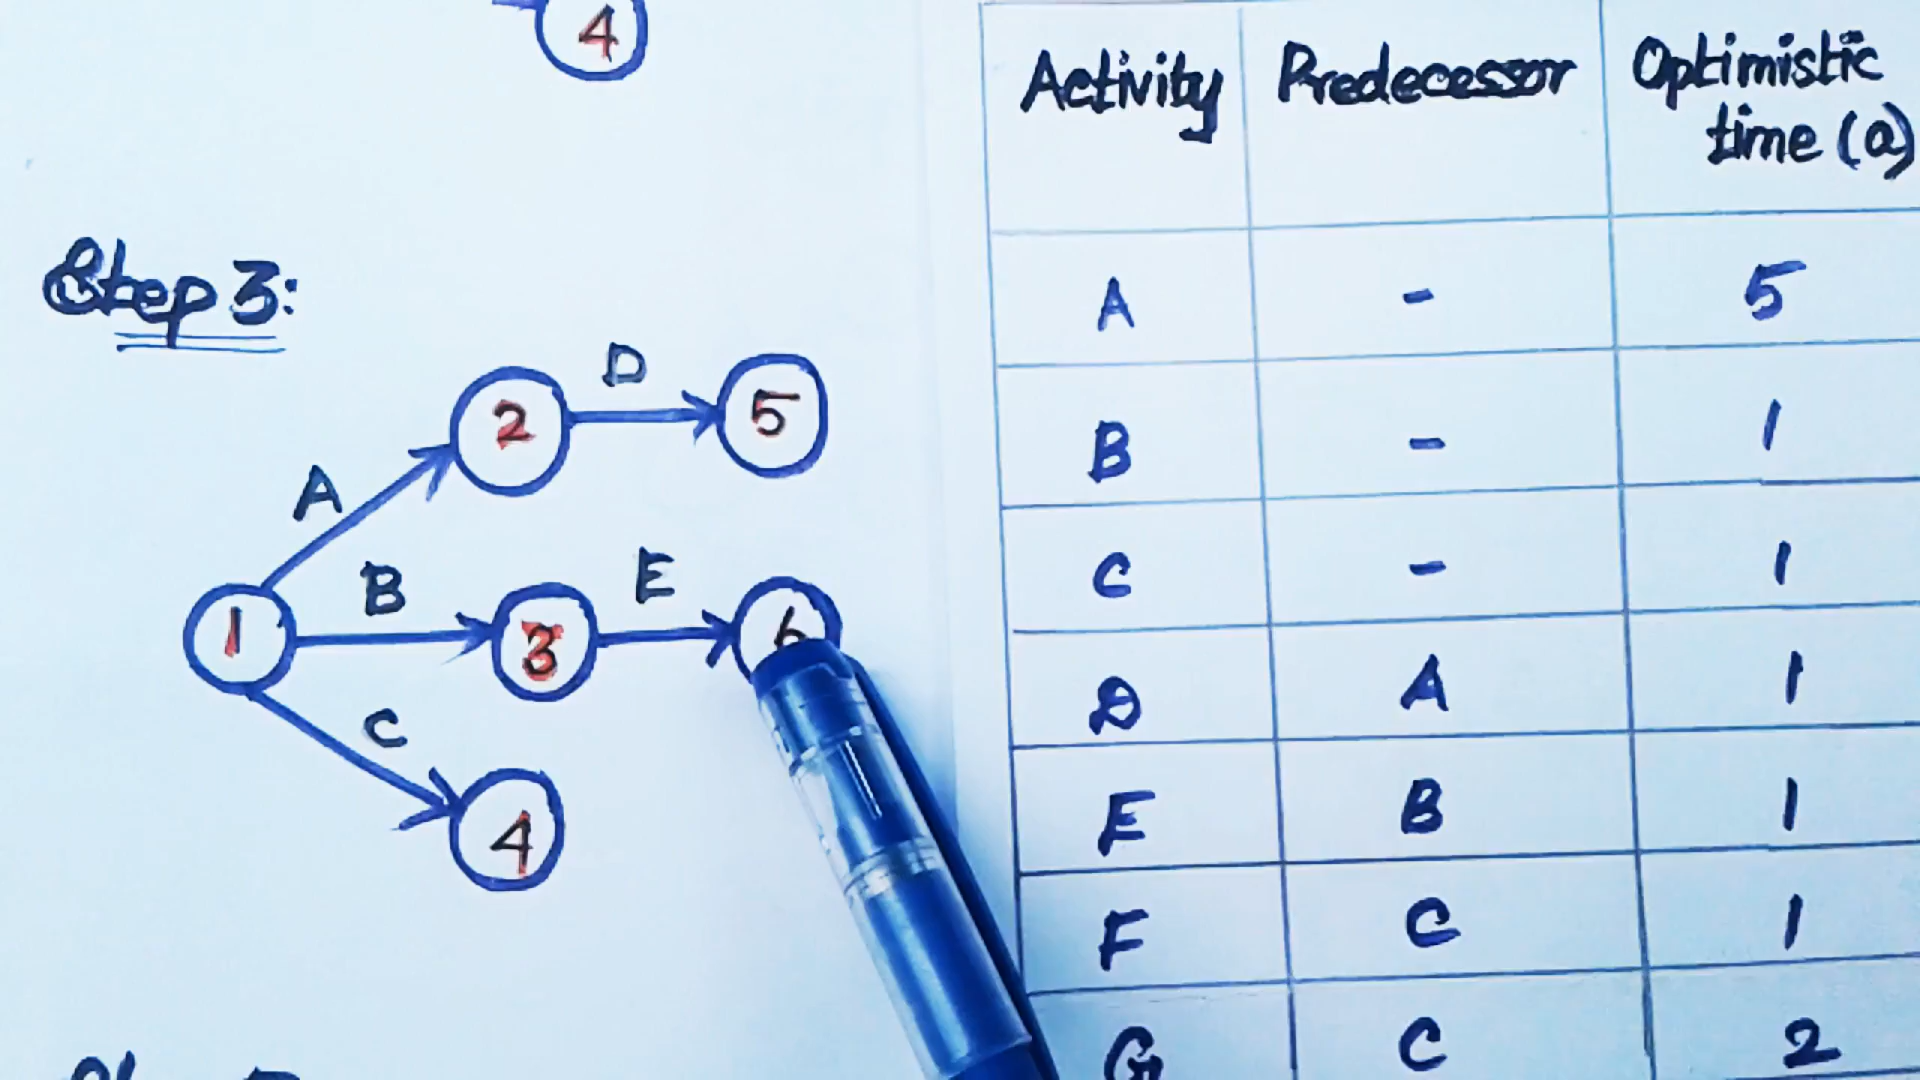 4
Step 3:
A
B
C
D
E
1
2
3
4
5
6
Activity Predecessor Optimistic time (a)
A - 5
B - 1
C - 1
D A 1
E B 1
F C 1
G C 2